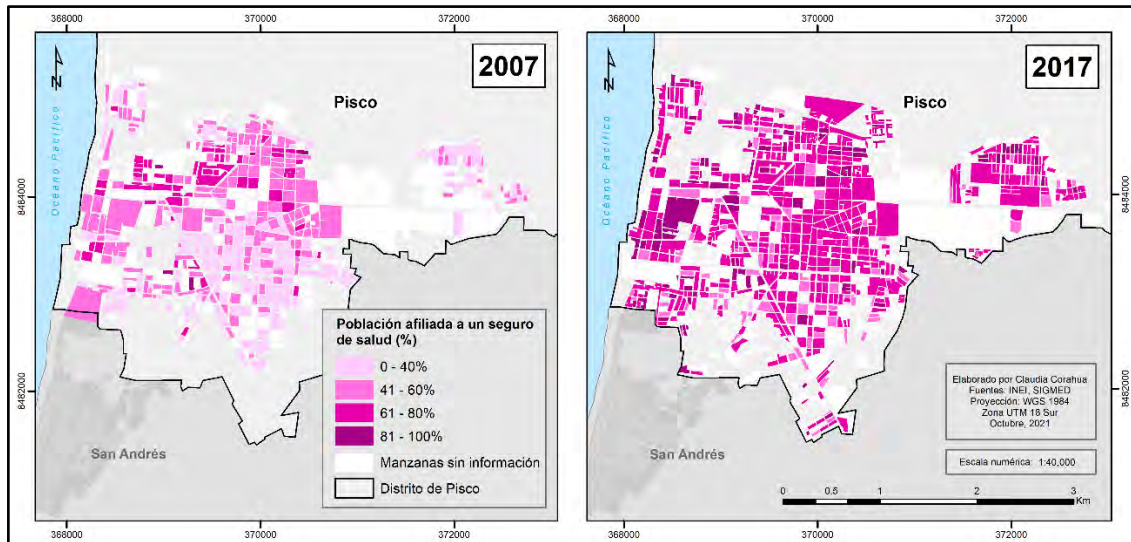 368000
370000
372000
368000
370000
372000
N
2007
Pisco
Océano Pacífico
8484000
8482000
San Andrés
Población afiliada a un seguro
de salud (%)
0 - 40%
41 - 60%
61 - 80%
81 - 100%
Manzanas sin información
Distrito de Pisco
368000
370000
372000
N
2017
Pisco
Océano Pacífico
8484000
8482000
San Andrés
Elaborado por Claudia Corahua
Fuentes: INEI, SIGMED
Proyección: WGS 1984
Zona UTM 18 Sur
Octubre, 2021
Escala numérica: 1:40,000
0 0.5 1 2 3
Km
368000
370000
372000